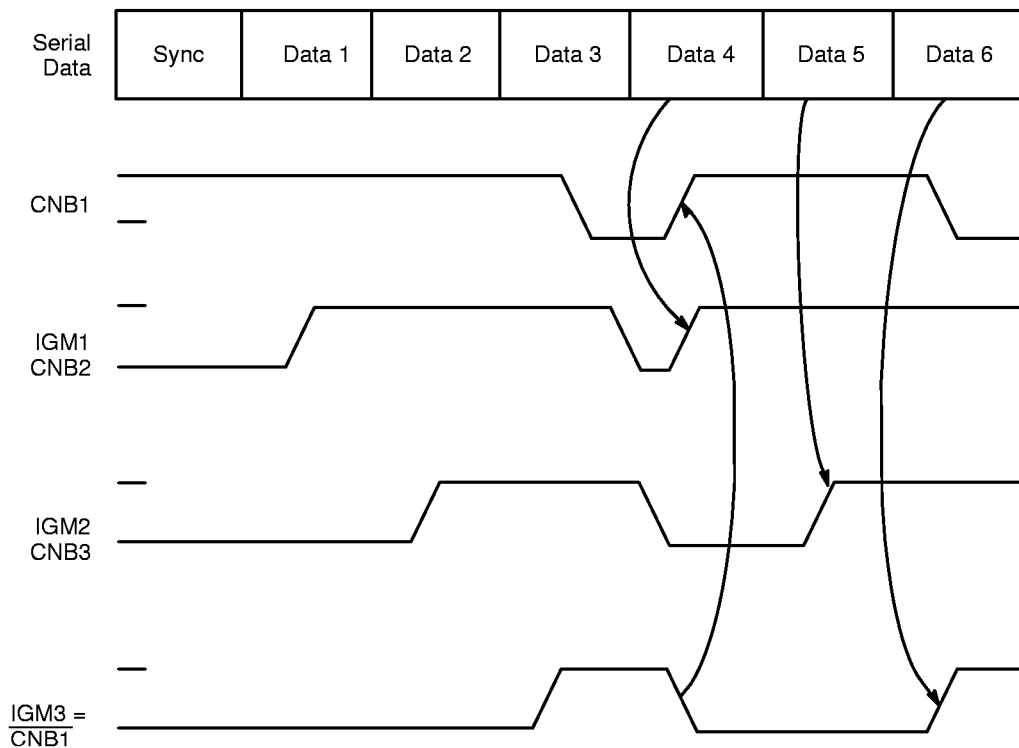 Serial
Data
Sync
Data 1
Data 2
Data 3
Data 4
Data 5
Data 6
CNB1
IGM1
CNB2
IGM2
CNB3
IGM3 =
CNB1